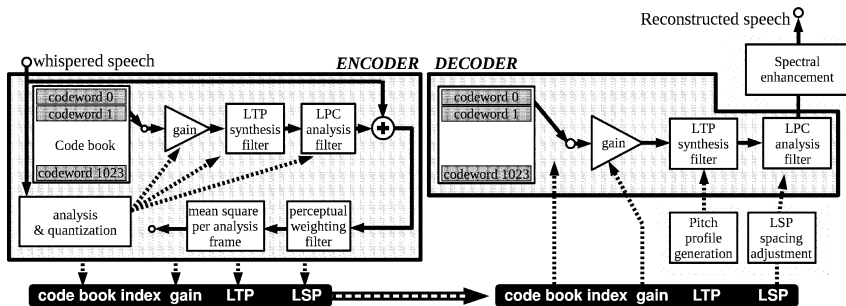 Reconstructed speech
whispered speech
ENCODER
DECODER
Spectral
enhancement
codeword 0
codeword 1
Code book
codeword 1023
gain
LTP
synthesis
filter
LPC
analysis
filter
codeword 0
codeword 1
codeword 1023
gain
LTP
synthesis
filter
LPC
analysis
filter
analysis
& quantization
mean square
per analysis
frame
perceptual
weighting
filter
Pitch
profile
generation
LSP
spacing
adjustment
code book index gain LTP LSP
code book index gain LTP LSP